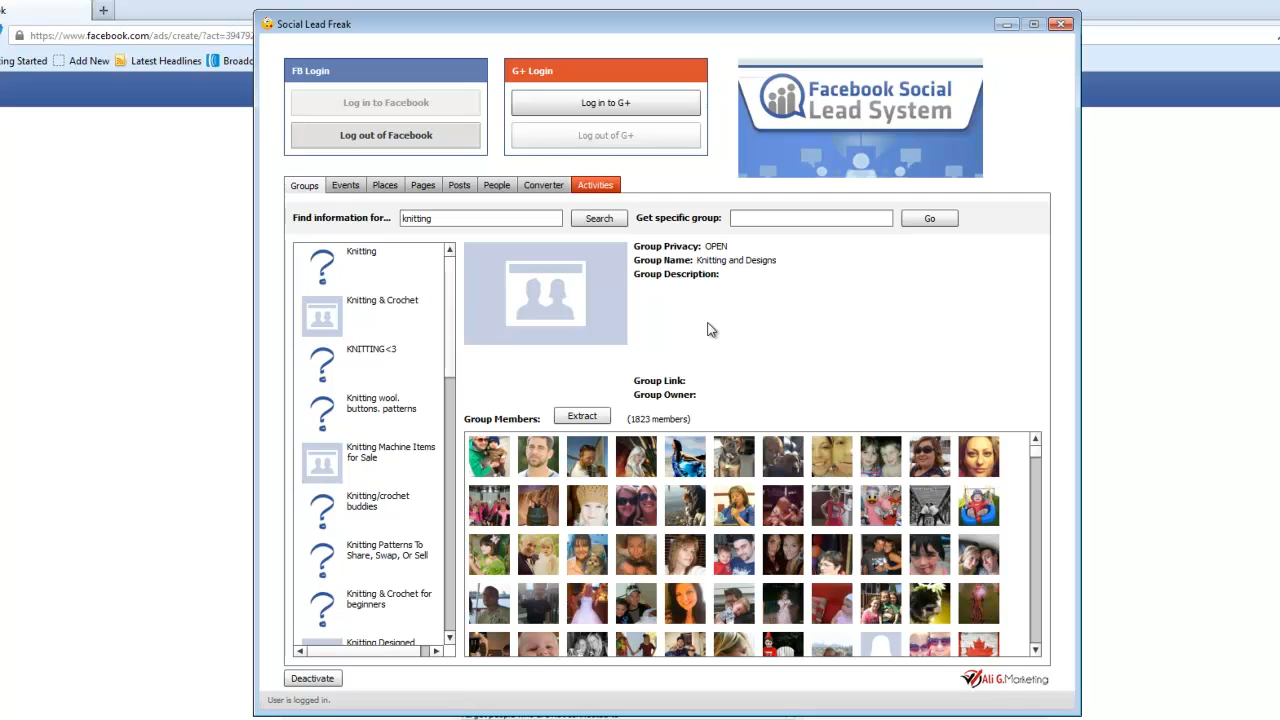 k
+
https://www.facebook.com/ads/create/?act=394792
ing Started Add New Latest Headlines Broadc
Social Lead Freak
FB Login
Log in to Facebook
Log out of Facebook
G+ Login
Log in to G+
Log out of G+
Facebook Social
Lead System
Groups Events Places Pages Posts People Converter Activities
Find information for... knitting Search Get specific group: Go
Knitting
Knitting & Crochet
KNITTING<3
Knitting wool.
buttons. patterns
Knitting Machine Items
for Sale
Knitting/crochet
buddies
Knitting Patterns To
Share, Swap, Or Sell
Knitting & Crochet for
beginners
Knitting Designed
Group Privacy: OPEN
Group Name: Knitting and Designs
Group Description:
Group Link:
Group Owner:
Group Members: Extract (1823 members)
Deactivate
Ali G.Marketing
User is logged in.